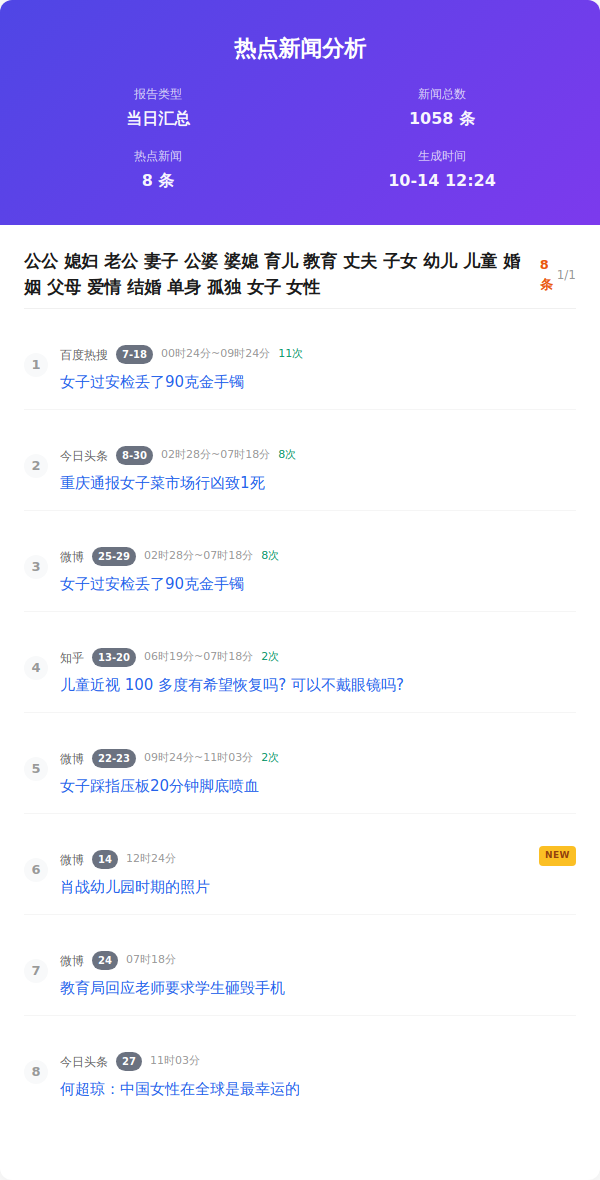 热点新闻分析
报告类型
新闻总数
当日汇总
1058 条
热点新闻
生成时间
8 条
10-14 12:24
公公 媳妇 老公 妻子 公婆 婆媳 育儿 教育 丈夫 子女 幼儿 儿童 婚
姻 父母 爱情 结婚 单身 孤独 女子 女性
8
条
1/1
1
百度热搜 7-18 00时24分~09时24分 11次
女子过安检丢了90克金手镯
2
今日头条 8-30 02时28分~07时18分 8次
重庆通报女子菜市场行凶致1死
3
微博 25-29 02时28分~07时18分 8次
女子过安检丢了90克金手镯
4
知乎 13-20 06时19分~07时18分 2次
儿童近视 100 多度有希望恢复吗? 可以不戴眼镜吗?
5
微博 22-23 09时24分~11时03分 2次
女子踩指压板20分钟脚底喷血
6
微博 14 12时24分 NEW
肖战幼儿园时期的照片
7
微博 24 07时18分
教育局回应老师要求学生砸毁手机
8
今日头条 27 11时03分
何超琼：中国女性在全球是最幸运的